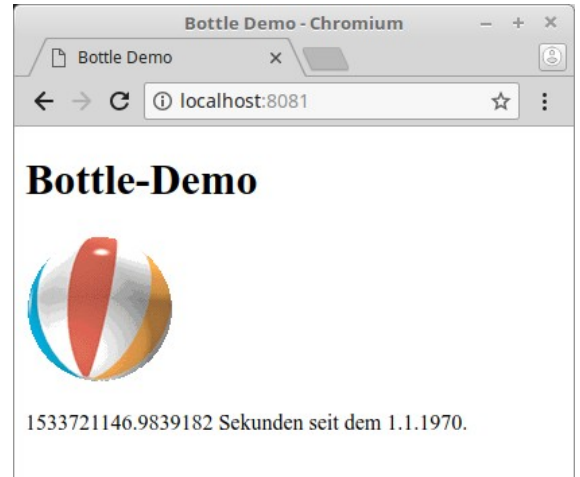 Bottle Demo - Chromium
Bottle Demo
localhost:8081
Bottle-Demo
1533721146.9839182 Sekunden seit dem 1.1.1970.